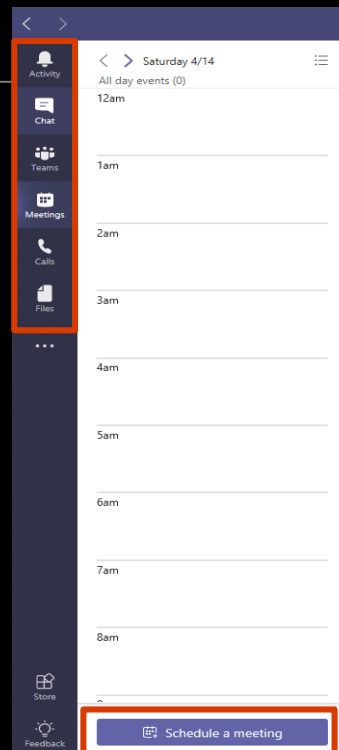 Activity
Chat
Teams
Meetings
Calls
Files
Store
Feedback
Saturday 4/14
All day events (0)
12am
1am
2am
3am
4am
5am
6am
7am
8am
Schedule a meeting